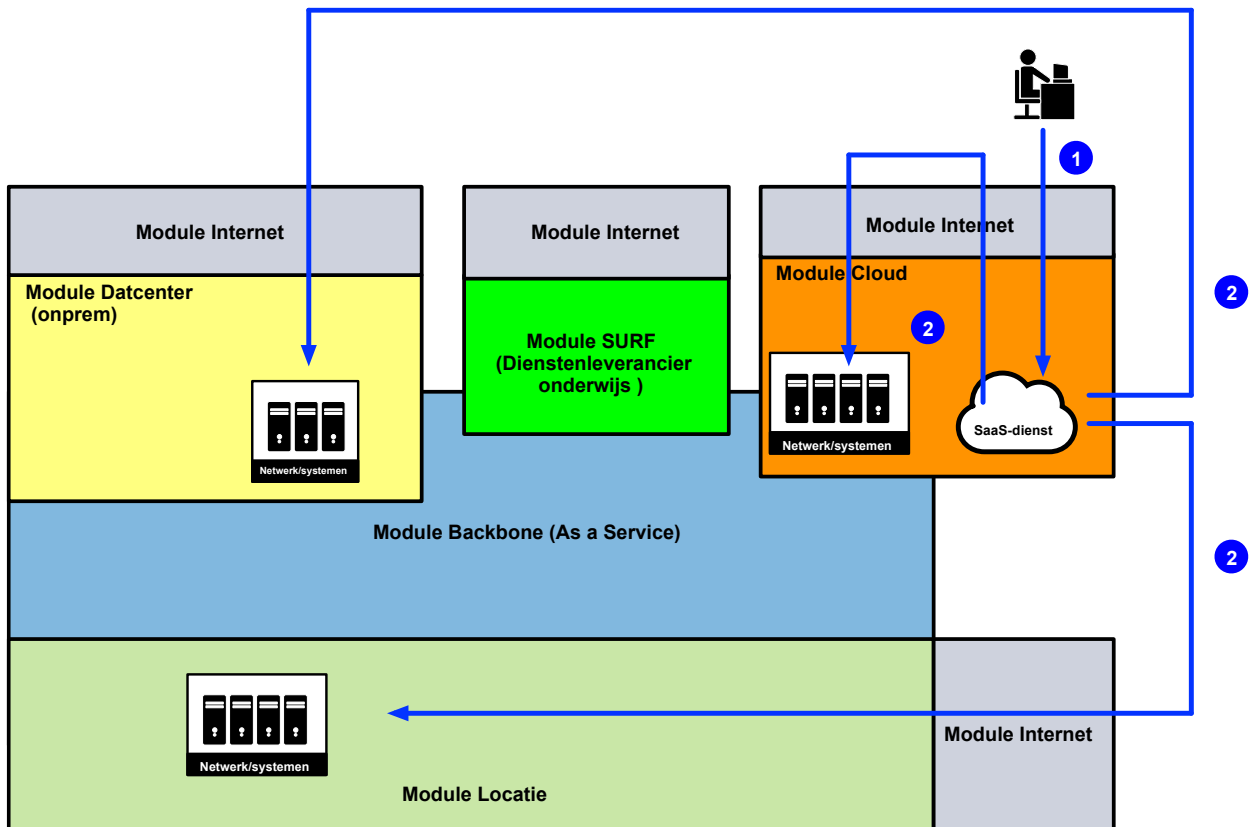 1
Module Internet
Module Internet
Module Internet
Module Datcenter
(onprem)
Module Cloud
2
2
Module SURF
(Dienstenleverancier
onderwijs )
SaaS-dienst
Netwerk/systemen
Netwerk/systemen
Module Backbone (As a Service)
2
Module Internet
Netwerk/systemen
Module Locatie